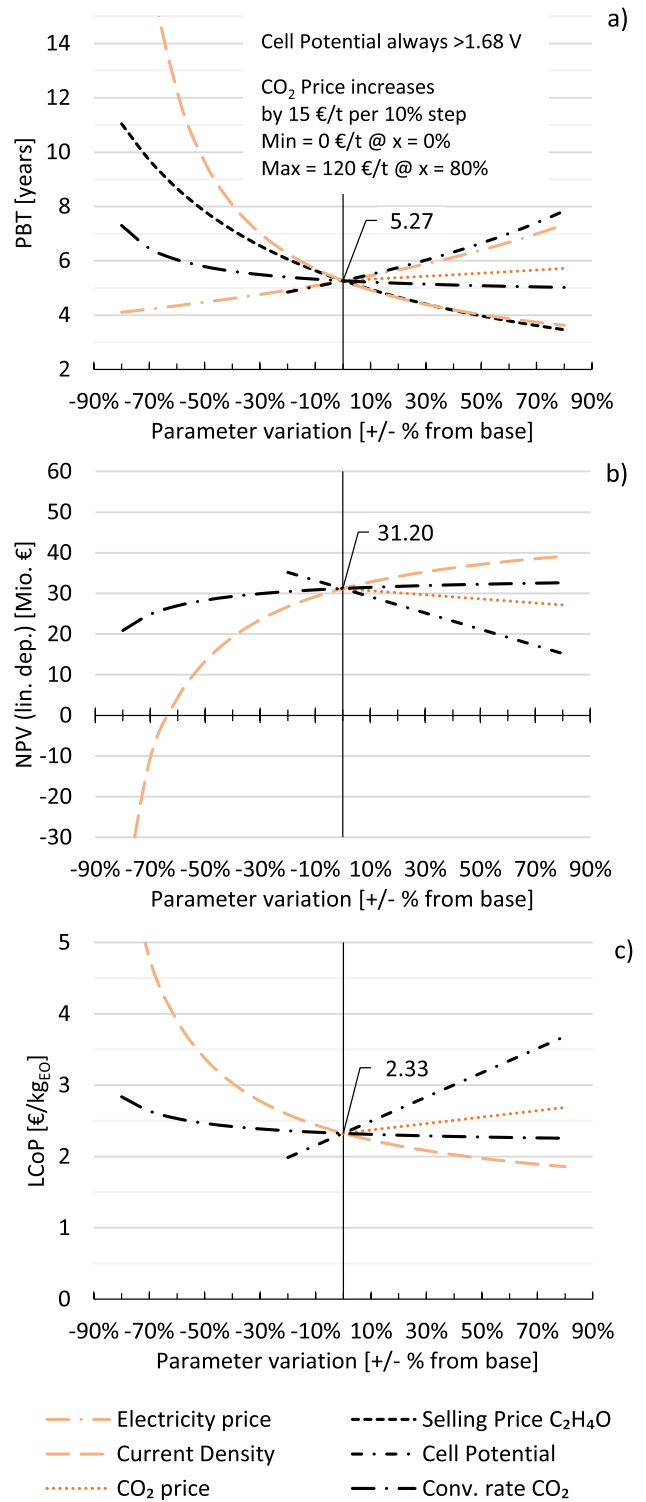 a)
Cell Potential always >1.68 V
CO₂ Price increases
by 15 €/t per 10% step
Min = 0 €/t @ x = 0%
Max = 120 €/t @ x = 80%
PBT [years]
14
12
10
8
6
4
2
5.27
-90% -70% -50% -30% -10% 10% 30% 50% 70% 90%
Parameter variation [+/- % from base]
b)
NPV (lin. dep.) [Mio. €]
60
50
40
30
20
10
0
-10
-20
-30
31.20
-90% -70% -50% -30% -10% 10% 30% 50% 70% 90%
Parameter variation [+/- % from base]
c)
LCoP [€/kg_EO]
5
4
3
2
1
0
2.33
-90% -70% -50% -30% -10% 10% 30% 50% 70% 90%
Parameter variation [+/- % from base]
Electricity price
Selling Price C₂H₄O
Current Density
Cell Potential
CO₂ price
Conv. rate CO₂